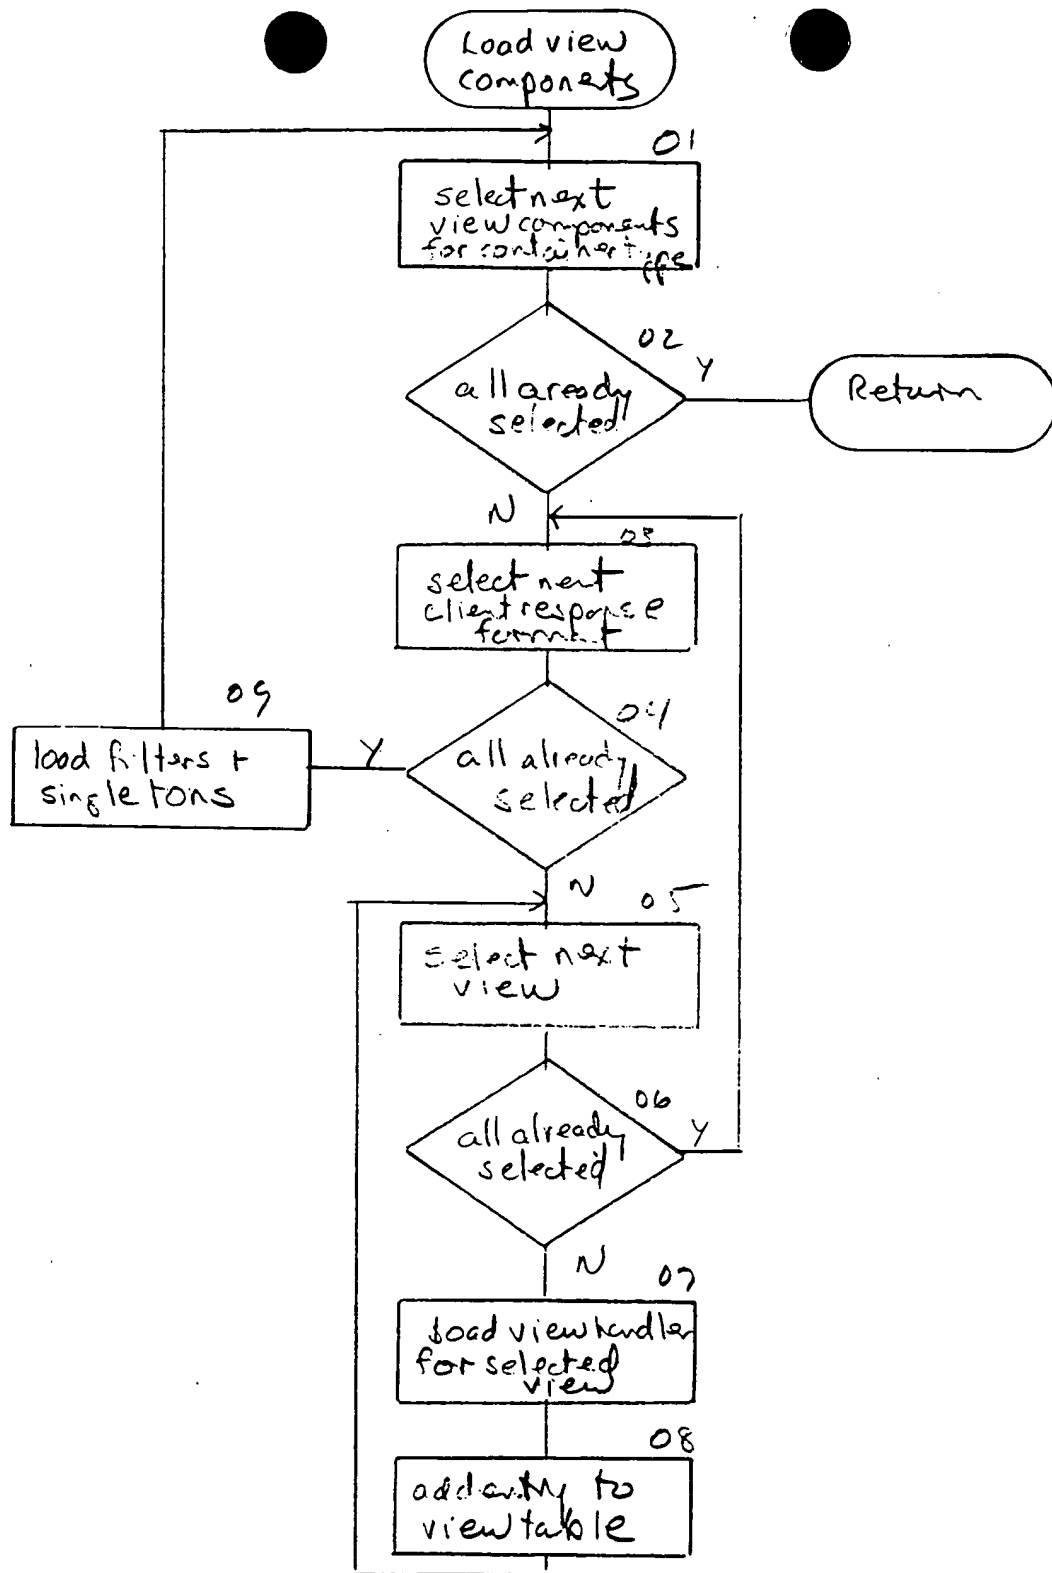 Load view
components
01
select next
view components
for container type
02
all aready
selected
Y
Return
N
03
select next
client response
format
04
all already
selected
Y
09
load filters +
singletons
N
05
select next
view
06
all already
selected
Y
N
07
load view handler
for selected
view
08
add entry to
view table